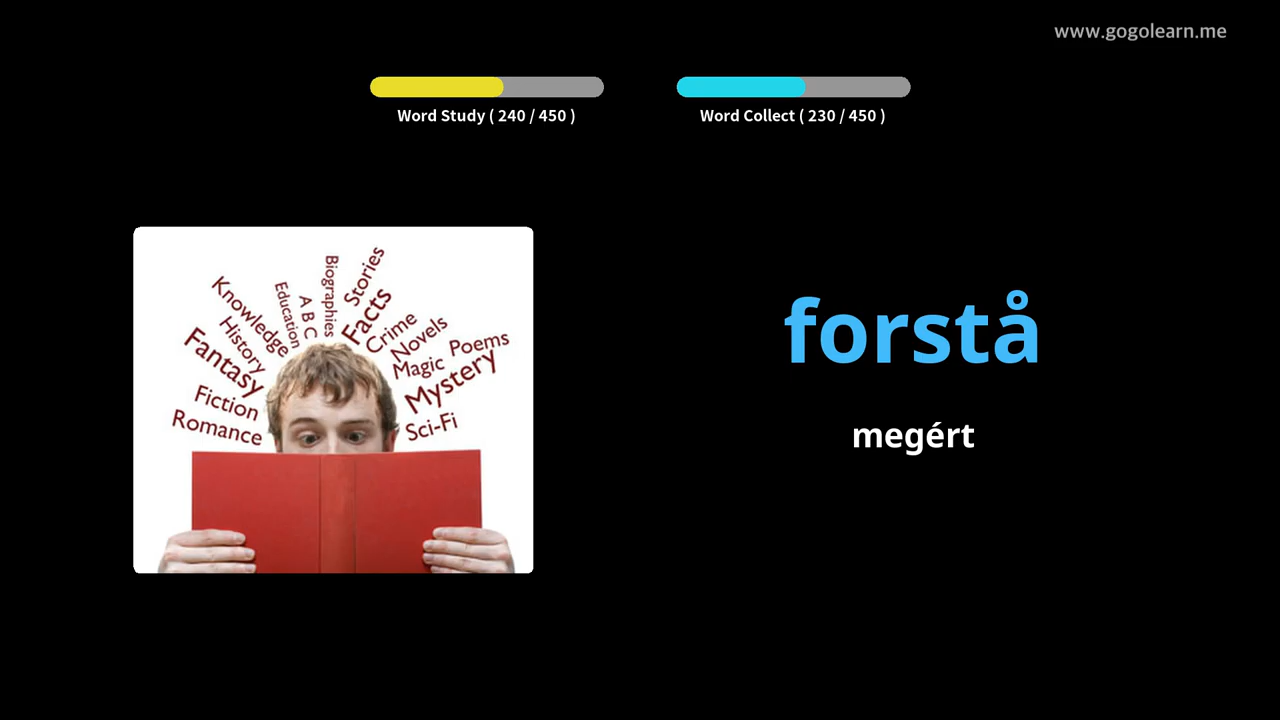 www.gogolearn.me
Word Study ( 240 / 450 )
Word Collect ( 230 / 450 )
Stories
Biographies
Facts
A B C
Education
Knowledge
Crime
History
Novels
Fantasy
Poems
Magic
Mystery
Fiction
Romance
Sci-Fi
forstå
megért